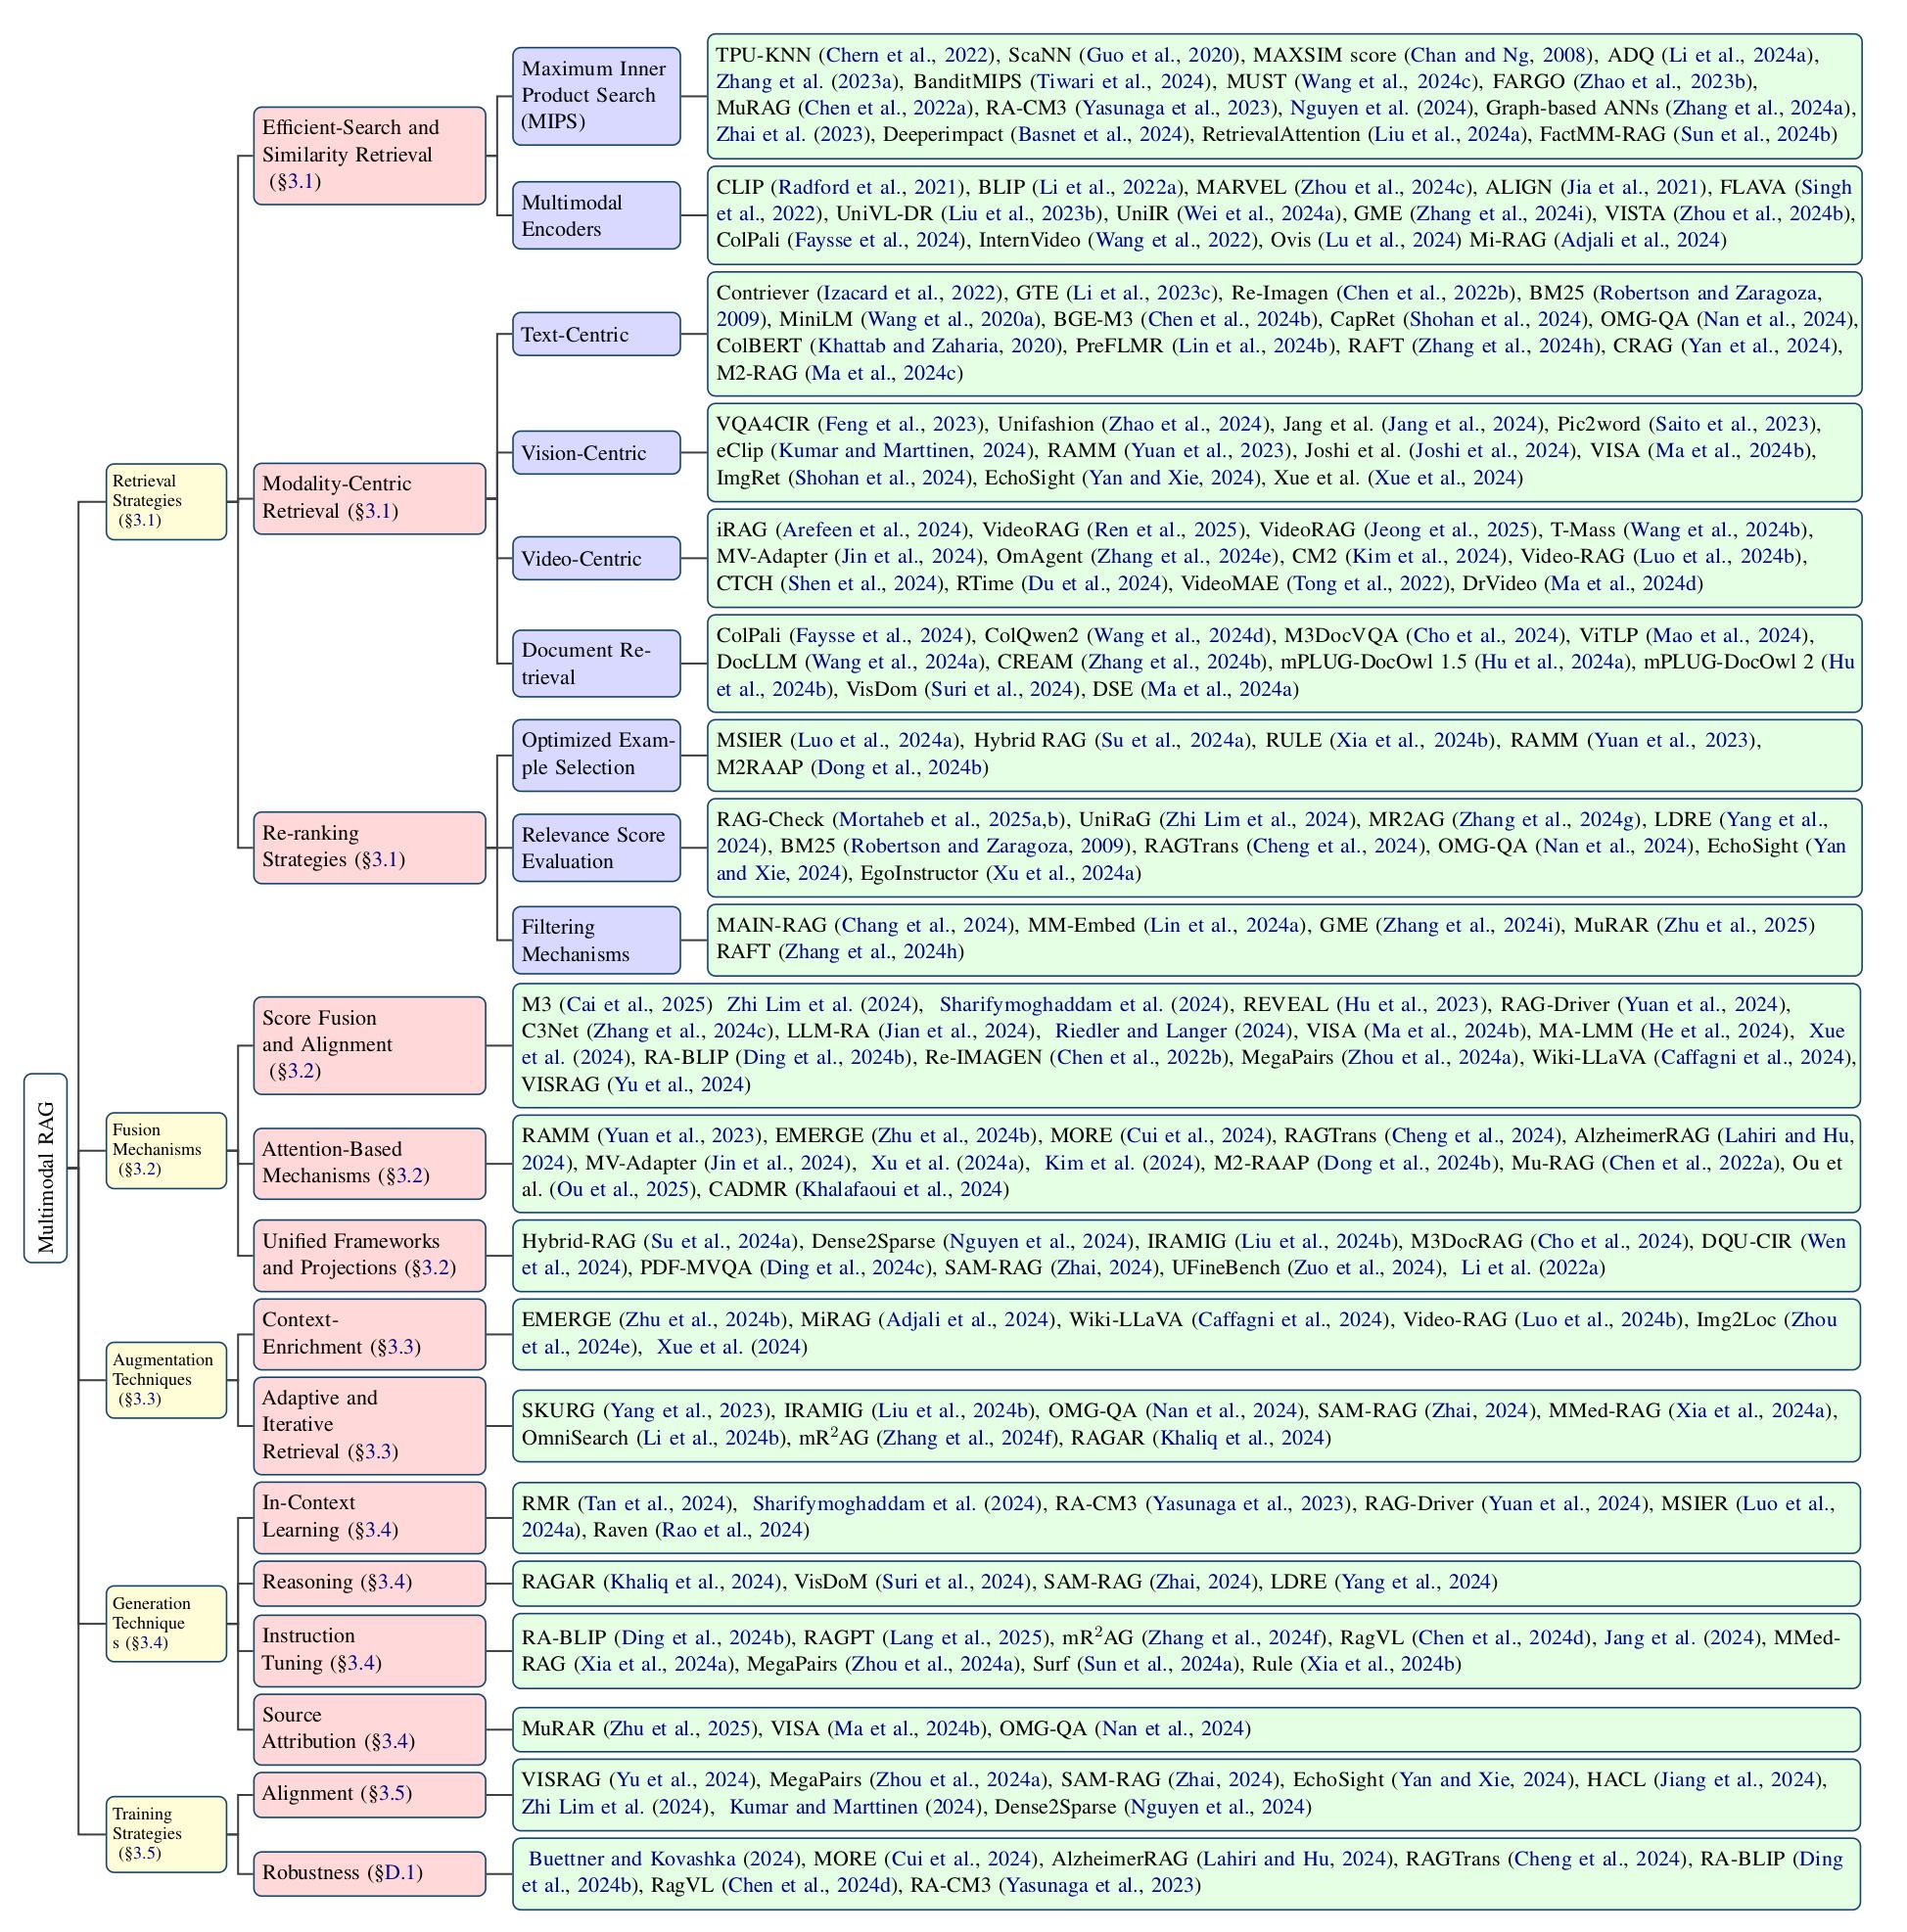 Multimodal RAG
Retrieval
Strategies
(§3.1)
Efficient-Search and
Similarity Retrieval
(§3.1)
Maximum Inner
Product Search
(MIPS)
TPU-KNN (Chern et al., 2022), ScaNN (Guo et al., 2020), MAXSIM score (Chan and Ng, 2008), ADQ (Li et al., 2024a),
Zhang et al. (2023a), BanditMIPS (Tiwari et al., 2024), MUST (Wang et al., 2024c), FARGO (Zhao et al., 2023b),
MuRAG (Chen et al., 2022a), RA-CM3 (Yasunaga et al., 2023), Nguyen et al. (2024), Graph-based ANNs (Zhang et al., 2024a),
Zhai et al. (2023), Deeperimpact (Basnet et al., 2024), RetrievalAttention (Liu et al., 2024a), FactMM-RAG (Sun et al., 2024b)
Multimodal
Encoders
CLIP (Radford et al., 2021), BLIP (Li et al., 2022a), MARVEL (Zhou et al., 2024c), ALIGN (Jia et al., 2021), FLAVA (Singh
et al., 2022), UniVL-DR (Liu et al., 2023b), UniIR (Wei et al., 2024a), GME (Zhang et al., 2024i), VISTA (Zhou et al., 2024b),
ColPali (Faysse et al., 2024), InternVideo (Wang et al., 2022), Ovis (Lu et al., 2024) Mi-RAG (Adjali et al., 2024)
Modality-Centric
Retrieval (§3.1)
Text-Centric
Contriever (Izacard et al., 2022), GTE (Li et al., 2023c), Re-Imagen (Chen et al., 2022b), BM25 (Robertson and Zaragoza,
2009), MiniLM (Wang et al., 2020a), BGE-M3 (Chen et al., 2024b), CapRet (Shohan et al., 2024), OMG-QA (Nan et al., 2024),
ColBERT (Khattab and Zaharia, 2020), PreFLMR (Lin et al., 2024b), RAFT (Zhang et al., 2024h), CRAG (Yan et al., 2024),
M2-RAG (Ma et al., 2024c)
Vision-Centric
VQA4CIR (Feng et al., 2023), Unifashion (Zhao et al., 2024), Jang et al. (Jang et al., 2024), Pic2word (Saito et al., 2023),
eClip (Kumar and Marttinen, 2024), RAMM (Yuan et al., 2023), Joshi et al. (Joshi et al., 2024), VISA (Ma et al., 2024b),
ImgRet (Shohan et al., 2024), EchoSight (Yan and Xie, 2024), Xue et al. (Xue et al., 2024)
Video-Centric
iRAG (Arefeen et al., 2024), VideoRAG (Ren et al., 2025), VideoRAG (Jeong et al., 2025), T-Mass (Wang et al., 2024b),
MV-Adapter (Jin et al., 2024), OmAgent (Zhang et al., 2024e), CM2 (Kim et al., 2024), Video-RAG (Luo et al., 2024b),
CTCH (Shen et al., 2024), RTime (Du et al., 2024), VideoMAE (Tong et al., 2022), DrVideo (Ma et al., 2024d)
Document Re-
trieval
ColPali (Faysse et al., 2024), ColQwen2 (Wang et al., 2024d), M3DocVQA (Cho et al., 2024), ViTLP (Mao et al., 2024),
DocLLM (Wang et al., 2024a), CREAM (Zhang et al., 2024b), mPLUG-DocOwl 1.5 (Hu et al., 2024a), mPLUG-DocOwl 2 (Hu
et al., 2024b), VisDom (Suri et al., 2024), DSE (Ma et al., 2024a)
Re-ranking
Strategies (§3.1)
Optimized Exam-
ple Selection
MSIER (Luo et al., 2024a), Hybrid RAG (Su et al., 2024a), RULE (Xia et al., 2024b), RAMM (Yuan et al., 2023),
M2RAAP (Dong et al., 2024b)
Relevance Score
Evaluation
RAG-Check (Mortaheb et al., 2025a,b), UniRaG (Zhi Lim et al., 2024), MR2AG (Zhang et al., 2024g), LDRE (Yang et al.,
2024), BM25 (Robertson and Zaragoza, 2009), RAGTrans (Cheng et al., 2024), OMG-QA (Nan et al., 2024), EchoSight (Yan
and Xie, 2024), EgoInstructor (Xu et al., 2024a)
Filtering
Mechanisms
MAIN-RAG (Chang et al., 2024), MM-Embed (Lin et al., 2024a), GME (Zhang et al., 2024i), MuRAR (Zhu et al., 2025)
RAFT (Zhang et al., 2024h)
Fusion
Mechanisms
(§3.2)
Score Fusion
and Alignment
(§3.2)
M3 (Cai et al., 2025) Zhi Lim et al. (2024), Sharifymoghaddam et al. (2024), REVEAL (Hu et al., 2023), RAG-Driver (Yuan et al., 2024),
C3Net (Zhang et al., 2024c), LLM-RA (Jian et al., 2024), Riedler and Langer (2024), VISA (Ma et al., 2024b), MA-LMM (He et al., 2024), Xue
et al. (2024), RA-BLIP (Ding et al., 2024b), Re-IMAGEN (Chen et al., 2022b), MegaPairs (Zhou et al., 2024a), Wiki-LLaVA (Caffagni et al., 2024),
VISRAG (Yu et al., 2024)
Attention-Based
Mechanisms (§3.2)
RAMM (Yuan et al., 2023), EMERGE (Zhu et al., 2024b), MORE (Cui et al., 2024), RAGTrans (Cheng et al., 2024), AlzheimerRAG (Lahiri and Hu,
2024), MV-Adapter (Jin et al., 2024), Xu et al. (2024a), Kim et al. (2024), M2-RAAP (Dong et al., 2024b), Mu-RAG (Chen et al., 2022a), Ou et
al. (Ou et al., 2025), CADMR (Khalafaoui et al., 2024)
Unified Frameworks
and Projections (§3.2)
Hybrid-RAG (Su et al., 2024a), Dense2Sparse (Nguyen et al., 2024), IRAMIG (Liu et al., 2024b), M3DocRAG (Cho et al., 2024), DQU-CIR (Wen
et al., 2024), PDF-MVQA (Ding et al., 2024c), SAM-RAG (Zhai, 2024), UFineBench (Zuo et al., 2024), Li et al. (2022a)
Augmentation
Techniques
(§3.3)
Context-
Enrichment (§3.3)
EMERGE (Zhu et al., 2024b), MiRAG (Adjali et al., 2024), Wiki-LLaVA (Caffagni et al., 2024), Video-RAG (Luo et al., 2024b), Img2Loc (Zhou
et al., 2024e), Xue et al. (2024)
Adaptive and
Iterative
Retrieval (§3.3)
SKURG (Yang et al., 2023), IRAMIG (Liu et al., 2024b), OMG-QA (Nan et al., 2024), SAM-RAG (Zhai, 2024), MMed-RAG (Xia et al., 2024a),
OmniSearch (Li et al., 2024b), mR²AG (Zhang et al., 2024f), RAGAR (Khaliq et al., 2024)
Generation
Technique
s (§3.4)
In-Context
Learning (§3.4)
RMR (Tan et al., 2024), Sharifymoghaddam et al. (2024), RA-CM3 (Yasunaga et al., 2023), RAG-Driver (Yuan et al., 2024), MSIER (Luo et al.,
2024a), Raven (Rao et al., 2024)
Reasoning (§3.4)
RAGAR (Khaliq et al., 2024), VisDoM (Suri et al., 2024), SAM-RAG (Zhai, 2024), LDRE (Yang et al., 2024)
Instruction
Tuning (§3.4)
RA-BLIP (Ding et al., 2024b), RAGPT (Lang et al., 2025), mR²AG (Zhang et al., 2024f), RagVL (Chen et al., 2024d), Jang et al. (2024), MMed-
RAG (Xia et al., 2024a), MegaPairs (Zhou et al., 2024a), Surf (Sun et al., 2024a), Rule (Xia et al., 2024b)
Source
Attribution (§3.4)
MuRAR (Zhu et al., 2025), VISA (Ma et al., 2024b), OMG-QA (Nan et al., 2024)
Training
Strategies
(§3.5)
Alignment (§3.5)
VISRAG (Yu et al., 2024), MegaPairs (Zhou et al., 2024a), SAM-RAG (Zhai, 2024), EchoSight (Yan and Xie, 2024), HACL (Jiang et al., 2024),
Zhi Lim et al. (2024), Kumar and Marttinen (2024), Dense2Sparse (Nguyen et al., 2024)
Robustness (§D.1)
Buettner and Kovashka (2024), MORE (Cui et al., 2024), AlzheimerRAG (Lahiri and Hu, 2024), RAGTrans (Cheng et al., 2024), RA-BLIP (Ding
et al., 2024b), RagVL (Chen et al., 2024d), RA-CM3 (Yasunaga et al., 2023)